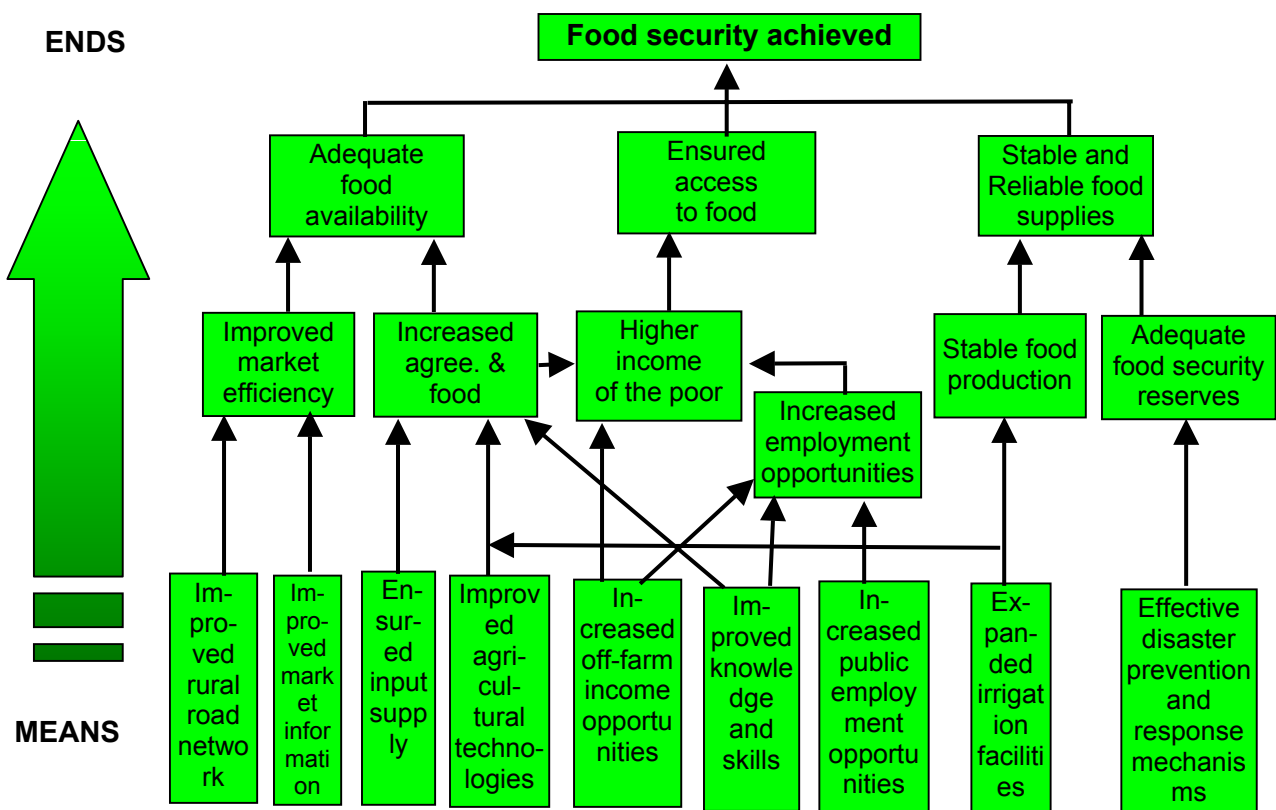 ENDS
Food security achieved
Adequate
food
availability
Ensured
access
to food
Stable and
Reliable food
supplies
Improved
market
efficiency
Increased
agree. &
food
Higher
income
of the poor
Increased
employment
opportunities
Stable food
production
Adequate
food security
reserves
MEANS
Im-
pro-
ved
rural
road
netwo
rk
Im-
pro-
ved
mark
et
infor
mati
on
En-
sur-
ed
input
supp
ly
Improv
ed
agri-
cul-
tural
techno-
logies
In-
creased
off-farm
income
opportu
nities
Im-
proved
knowle
dge
and
skills
In-
creased
public
employ
ment
opportu
nities
Ex-
pan-
ded
irrigat
ion
faciliti
es
Effective
disaster
prevention
and
response
mechanis
ms